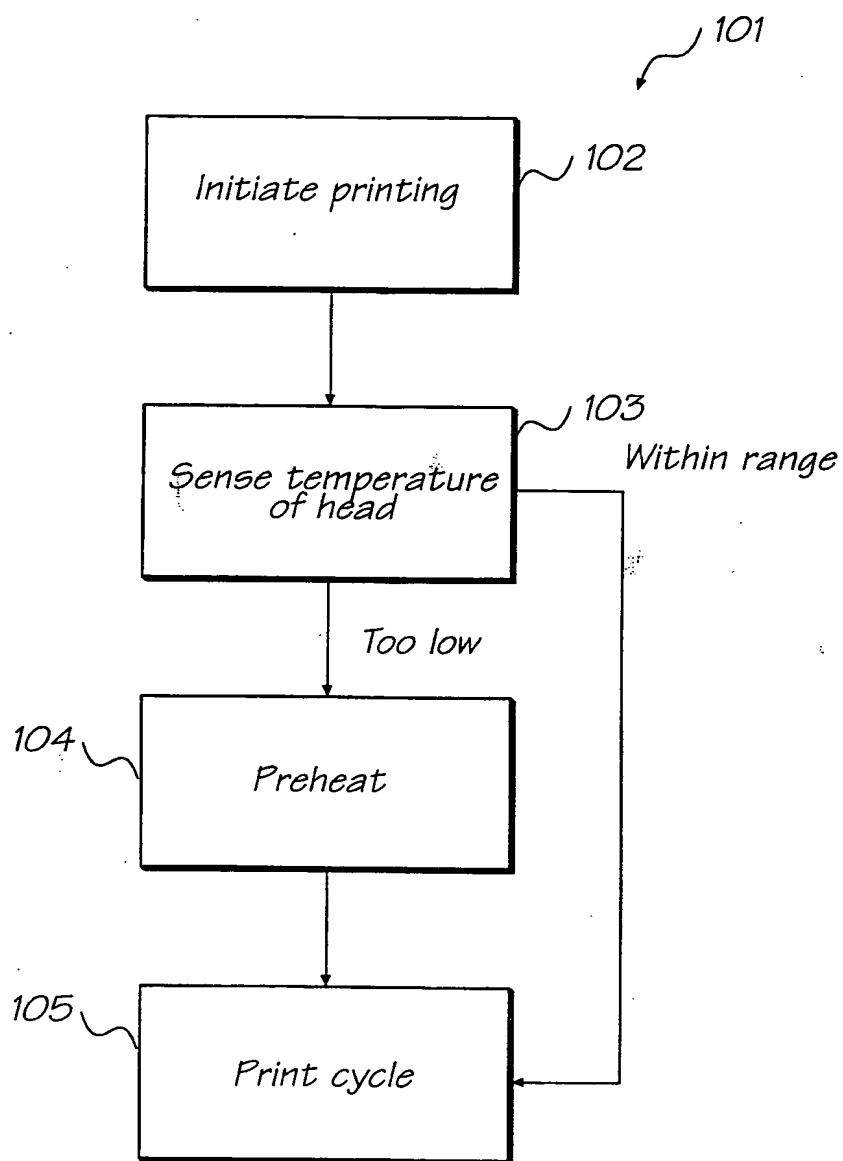 101
Initiate printing
102
103
Within range
Sense temperature
of head
Too low
104
Preheat
105
Print cycle